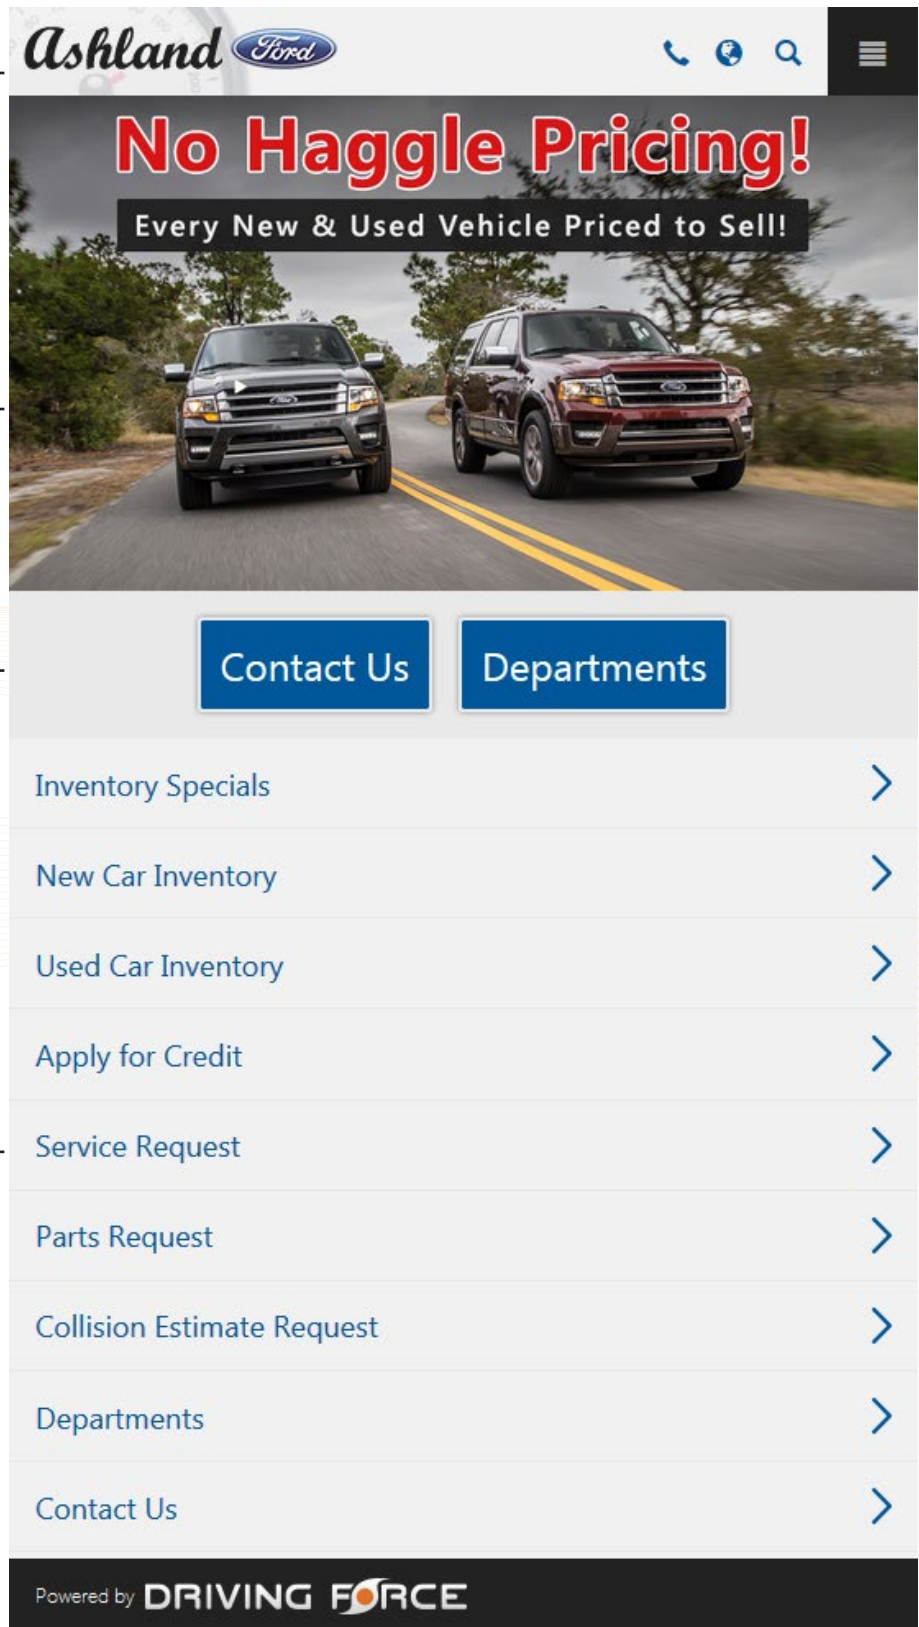 Ashland Ford
No Haggle Pricing!
Every New & Used Vehicle Priced to Sell!
Contact Us
Departments
Inventory Specials
New Car Inventory
Used Car Inventory
Apply for Credit
Service Request
Parts Request
Collision Estimate Request
Departments
Contact Us
Powered by DRIVING FORCE